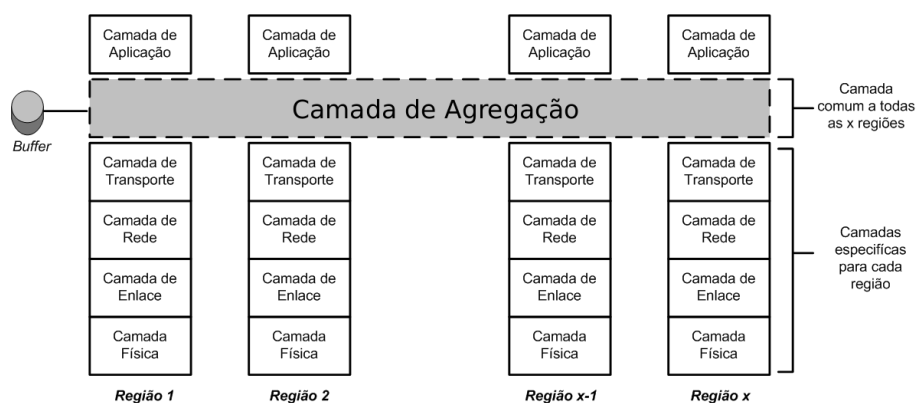 Camada de
Aplicação
Camada de
Aplicação
Camada de
Aplicação
Camada de
Aplicação
Camada de Agregação
Buffer
Camada
comum a todas
as x regiões
Camada de
Transporte
Camada de
Transporte
Camada de
Transporte
Camada de
Transporte
Camada de
Rede
Camada de
Rede
Camada de
Rede
Camada de
Rede
Camadas
especifícas
para cada
região
Camada de
Enlace
Camada de
Enlace
Camada de
Enlace
Camada de
Enlace
Camada
Física
Camada
Física
Camada
Física
Camada
Física
Região 1
Região 2
Região x-1
Região x